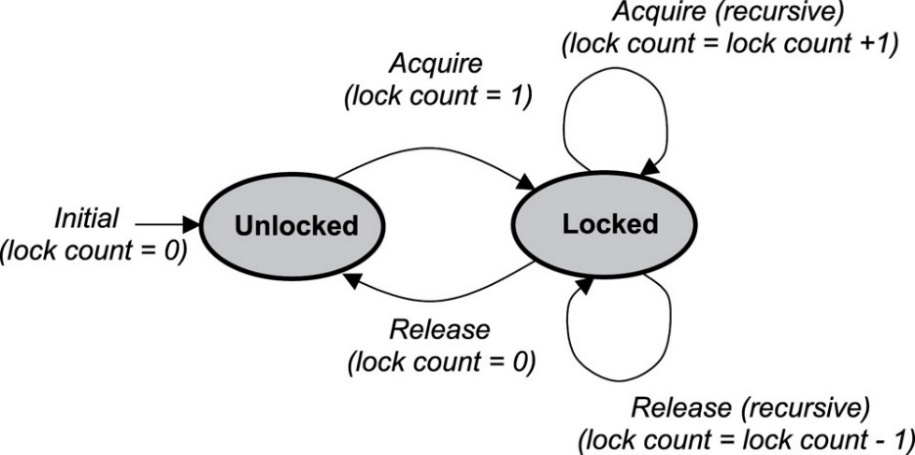 Acquire (recursive)
(lock count = lock count +1)
Acquire
(lock count = 1)
Initial
(lock count = 0)
Unlocked
Locked
Release
(lock count = 0)
Release (recursive)
(lock count = lock count - 1)